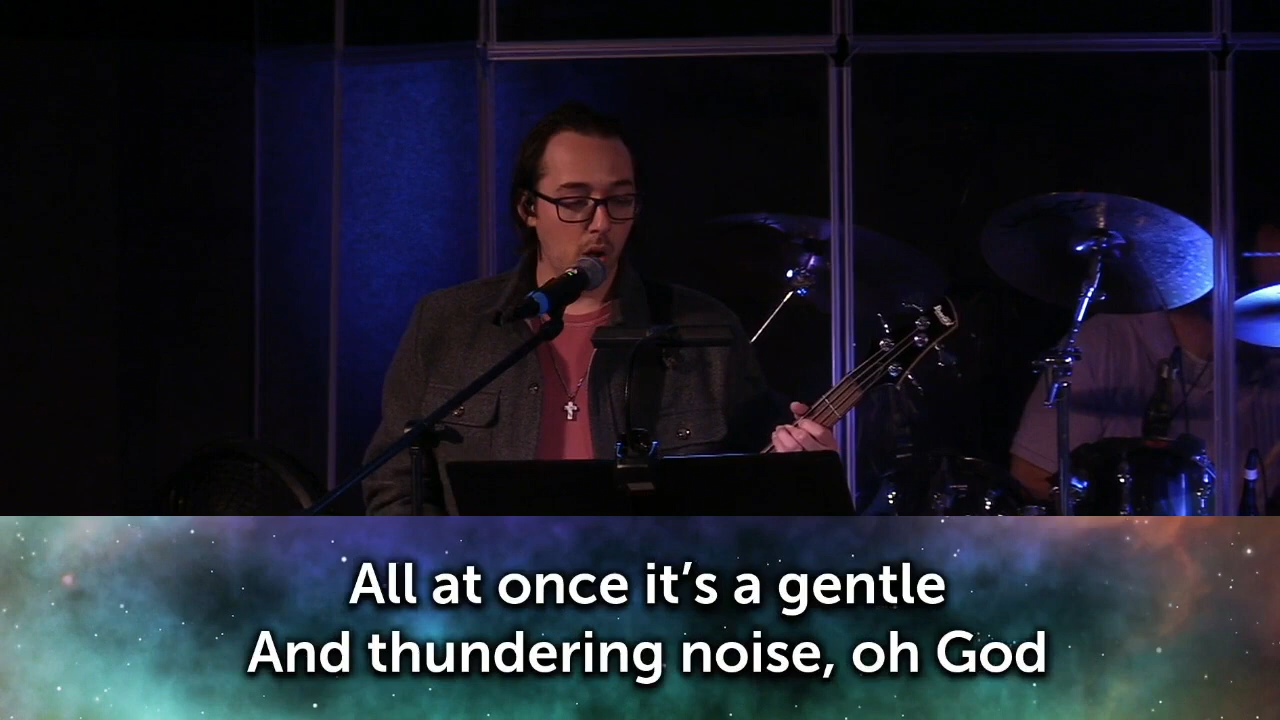 All at once it’s a gentle
And thundering noise, oh God